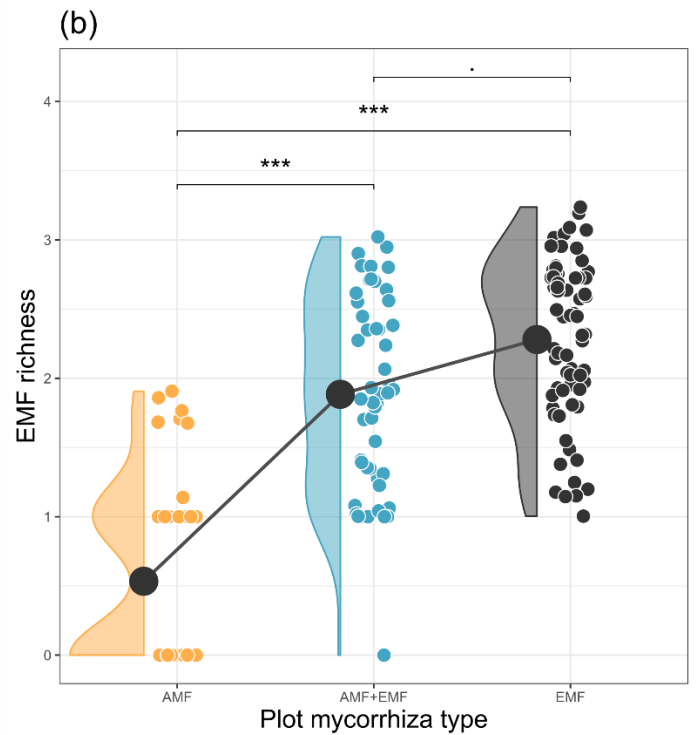 (b)
.
***
***
4
3
2
1
0
EMF richness
AMF
AMF+EMF
EMF
Plot mycorrhiza type